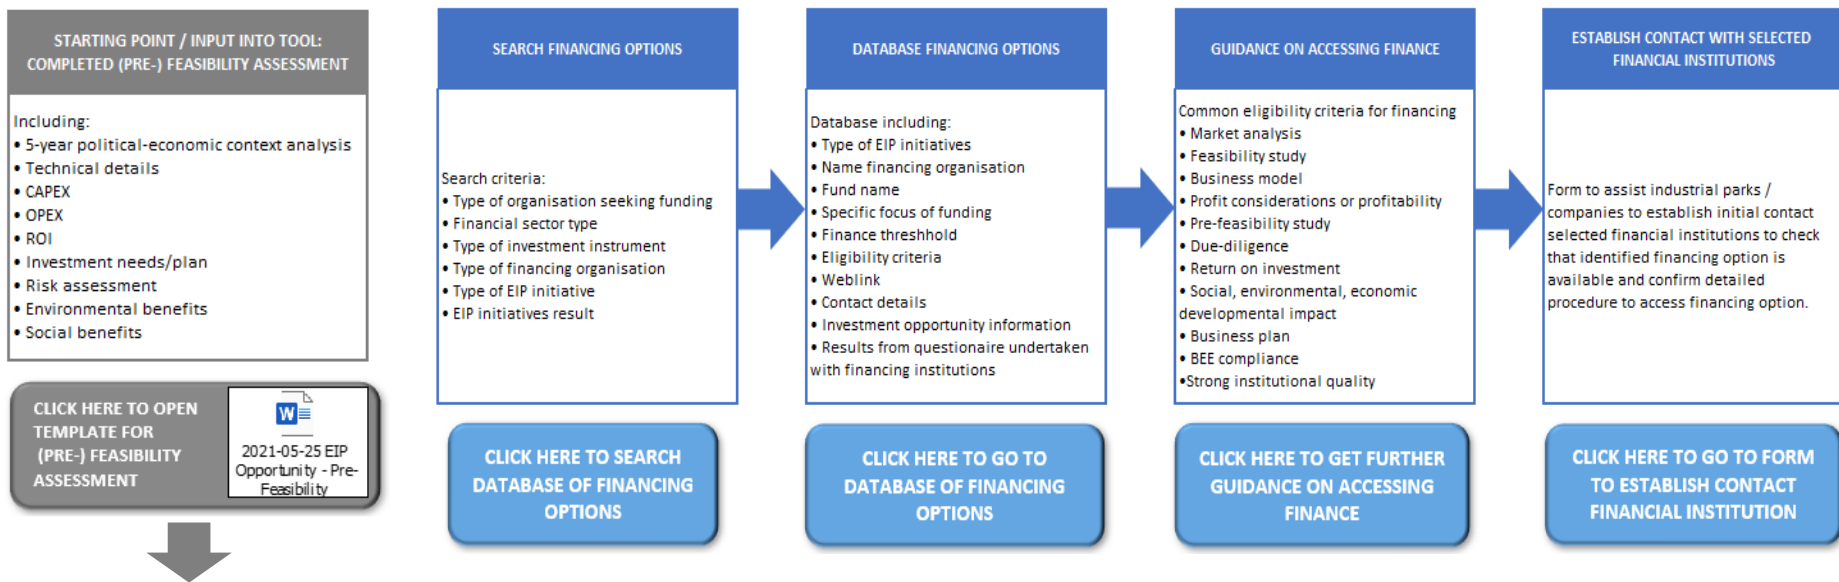 STARTING POINT / INPUT INTO TOOL:
COMPLETED (PRE-) FEASIBILITY ASSESSMENT
Including:
• 5-year political-economic context analysis
• Technical details
• CAPEX
• OPEX
• ROI
• Investment needs/plan
• Risk assessment
• Environmental benefits
• Social benefits
CLICK HERE TO OPEN
TEMPLATE FOR
(PRE-) FEASIBILITY
ASSESSMENT
W
2021-05-25 EIP
Opportunity - Pre-
Feasibility
SEARCH FINANCING OPTIONS
Search criteria:
• Type of organisation seeking funding
• Financial sector type
• Type of investment instrument
• Type of financing organisation
• Type of EIP initiative
• EIP initiatives result
CLICK HERE TO SEARCH
DATABASE OF FINANCING
OPTIONS
DATABASE FINANCING OPTIONS
Database including:
• Type of EIP initiatives
• Name financing organisation
• Fund name
• Specific focus of funding
• Finance threshhold
• Eligibility criteria
• Weblink
• Contact details
• Investment opportunity information
• Results from questionaire undertaken
with financing institutions
CLICK HERE TO GO TO
DATABASE OF FINANCING
OPTIONS
GUIDANCE ON ACCESSING FINANCE
Common eligibility criteria for financing
• Market analysis
• Feasibility study
• Business model
• Profit considerations or profitability
• Pre-feasibility study
• Due-diligence
• Return on investment
• Social, environmental, economic
developmental impact
• Business plan
• BEE compliance
•Strong institutional quality
CLICK HERE TO GET FURTHER
GUIDANCE ON ACCESSING
FINANCE
ESTABLISH CONTACT WITH SELECTED
FINANCIAL INSTITUTIONS
Form to assist industrial parks /
companies to establish initial contact
selected financial institutions to check
that identified financing option is
available and confirm detailed
procedure to access financing option.
CLICK HERE TO GO TO FORM
TO ESTABLISH CONTACT
FINANCIAL INSTITUTION